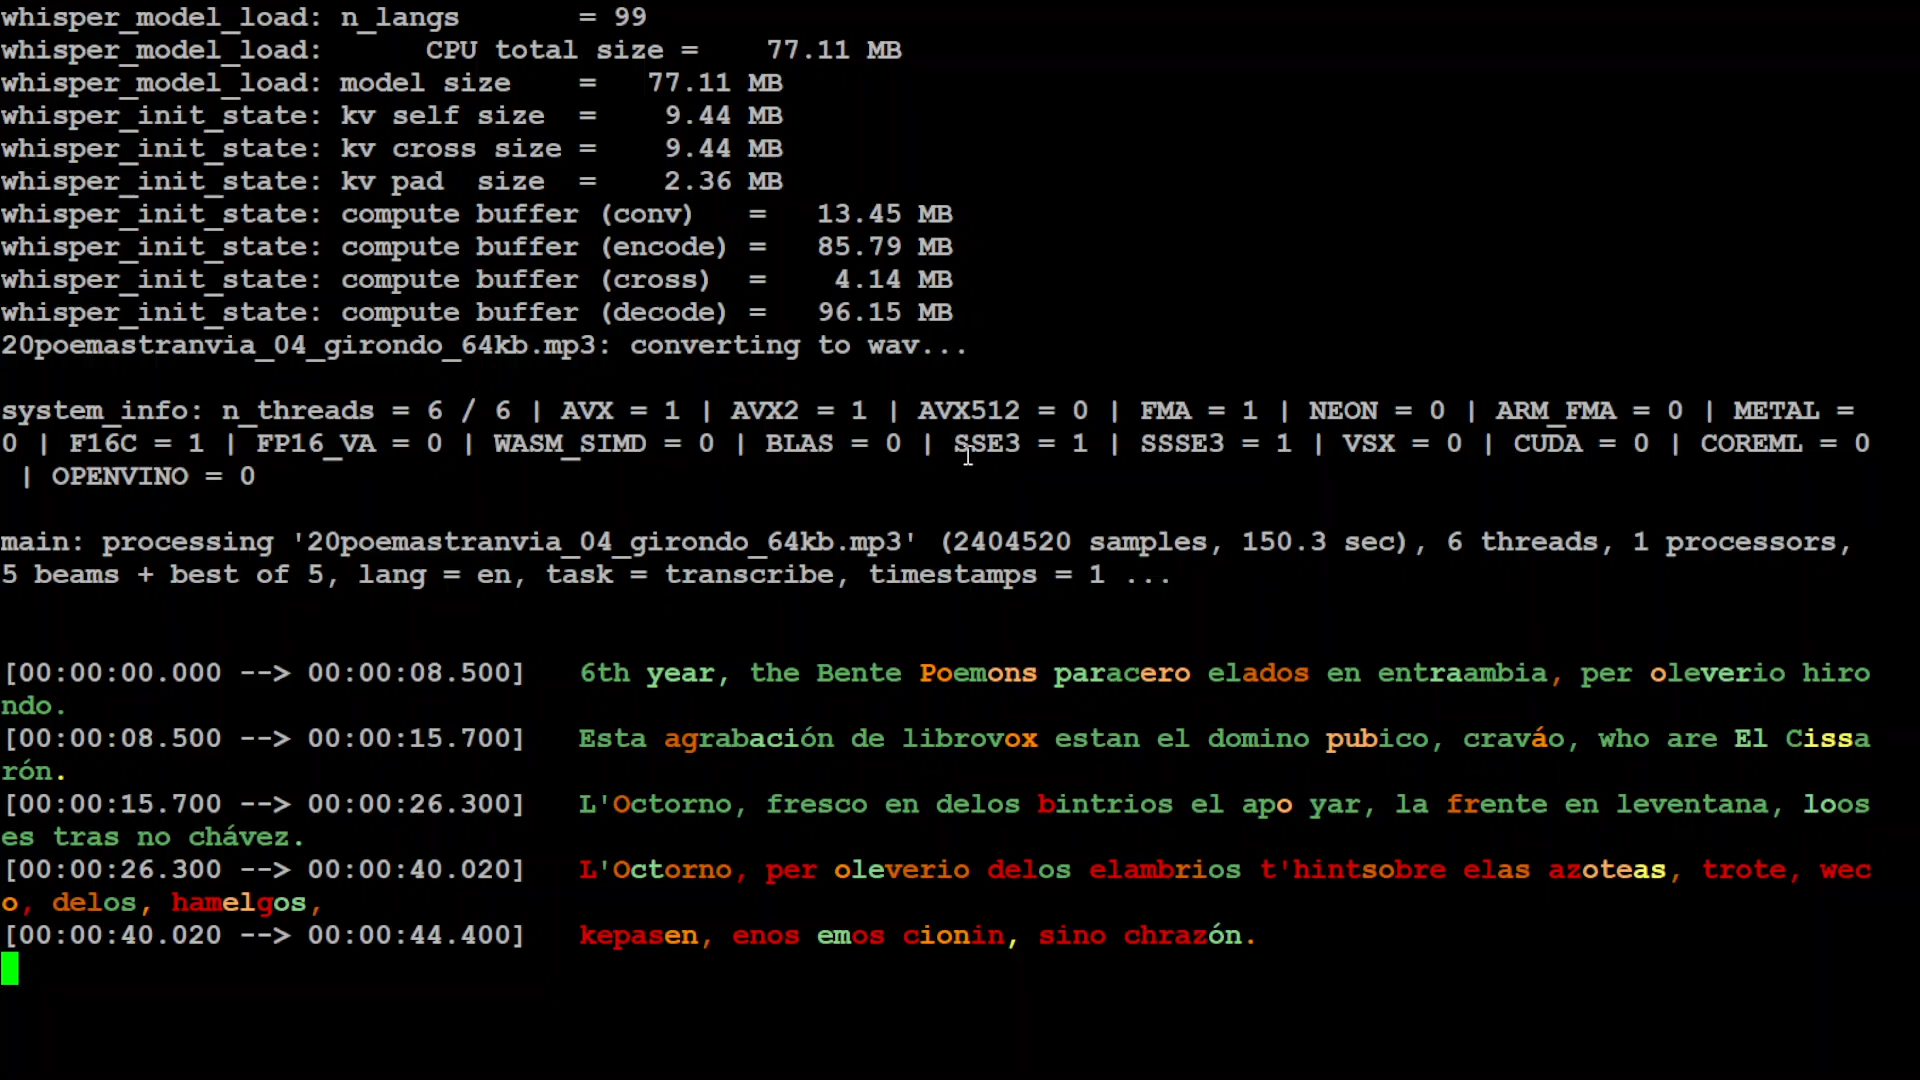 whisper_model_load: n_langs       = 99
whisper_model_load:      CPU total size =    77.11 MB
whisper_model_load: model size    =   77.11 MB
whisper_init_state: kv self size  =    9.44 MB
whisper_init_state: kv cross size =    9.44 MB
whisper_init_state: kv pad  size  =    2.36 MB
whisper_init_state: compute buffer (conv)   =   13.45 MB
whisper_init_state: compute buffer (encode) =   85.79 MB
whisper_init_state: compute buffer (cross)  =    4.14 MB
whisper_init_state: compute buffer (decode) =   96.15 MB
20poemastranvia_04_girondo_64kb.mp3: converting to wav...
system_info: n_threads = 6 / 6 | AVX = 1 | AVX2 = 1 | AVX512 = 0 | FMA = 1 | NEON = 0 | ARM_FMA = 0 | METAL =
0 | F16C = 1 | FP16_VA = 0 | WASM_SIMD = 0 | BLAS = 0 | SSE3 = 1 | SSSE3 = 1 | VSX = 0 | CUDA = 0 | COREML = 0
 | OPENVINO = 0
main: processing '20poemastranvia_04_girondo_64kb.mp3' (2404520 samples, 150.3 sec), 6 threads, 1 processors,
5 beams + best of 5, lang = en, task = transcribe, timestamps = 1 ...
[00:00:00.000 --> 00:00:08.500]   6th year, the Bente Poemons paracero elados en entraambia, per oleverio hiro
ndo.
[00:00:08.500 --> 00:00:15.700]   Esta agrabación de librovox estan el domino pubico, craváo, who are El Cissa
rón.
[00:00:15.700 --> 00:00:26.300]   L'Octorno, fresco en delos bintrios el apo yar, la frente en leventana, loos
es tras no chávez.
[00:00:26.300 --> 00:00:40.020]   L'Octorno, per oleverio delos elambrios t'hintsobre elas azoteas, trote, wec
o, delos, hamelgos,
[00:00:40.020 --> 00:00:44.400]   kepasen, enos emos cionin, sino chrazón.